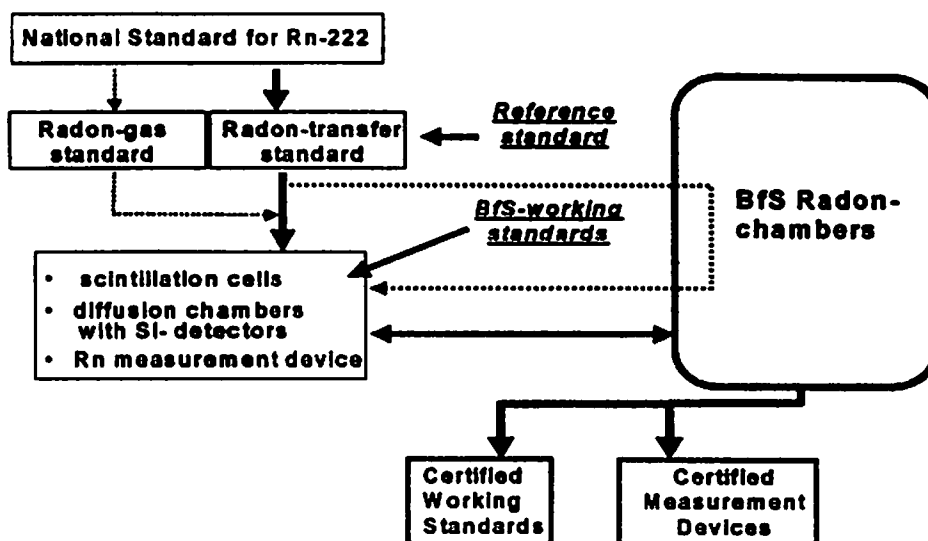 National Standard for Rn-222
Radon-gas
standard
Radon-transfer
standard
Reference
standard
BfS-working
standards
BfS Radon-
chambers
• scintillation cells
• diffusion chambers
with Si- detectors
• Rn measurement device
Certified
Working
Standards
Certified
Measurement
Devices